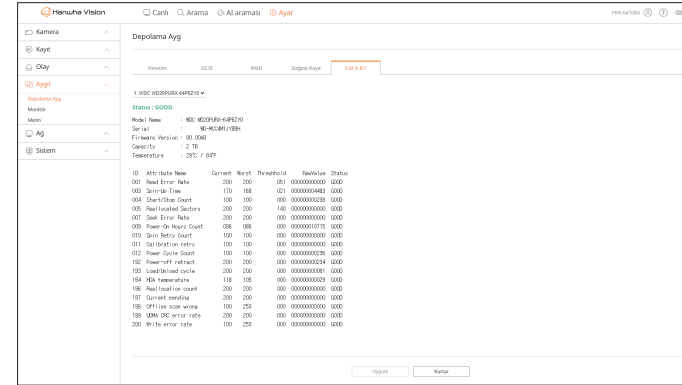 Hanwha Vision
Canlı Arama AI araması Ayar
PRN-6410B4
Kamera
Kayıt
Olay
Aygıt
Depolama Ayg
Monitör
Metin
Ağ
Sistem
Depolama Ayg
Yönetim iSCSI RAID Dağıtık Kayıt S.M.A.R.T
1: WDC WD20PURX-64P6ZY0
Status : GOOD
Model Name : WDC WD20PURX-64P6ZY0
Serial : WD-WCC4M1JY8BH
Firmware Version : 80.00A8
Capacity : 2 TB
Temperature : 29℃ / 84℉
ID Attribute Name Current Worst Threshhold RawValue Status
001 Read Error Rate 200 200 051 000000000000 GOOD
003 Spin-Up Time 170 168 021 000000004483 GOOD
004 Start/Stop Count 100 100 000 000000000238 GOOD
005 Reallocated Sectors 200 200 140 000000000000 GOOD
007 Seek Error Rate 200 200 000 000000000000 GOOD
009 Power-On Hours Count 086 086 000 000000010715 GOOD
010 Spin Retry Count 100 100 000 000000000000 GOOD
011 Calibration retry 100 100 000 000000000000 GOOD
012 Power Cycle Count 100 100 000 000000000236 GOOD
192 Power-off retract 200 200 000 000000000234 GOOD
193 Load/Unload cycle 200 200 000 000000000081 GOOD
194 HDA temperature 118 105 000 000000000029 GOOD
196 Reallocation count 200 200 000 000000000000 GOOD
197 Current pending 200 200 000 000000000000 GOOD
198 Offline scan wrong 100 253 000 000000000000 GOOD
199 UDMA CRC error rate 200 200 000 000000000000 GOOD
200 Write error rate 100 253 000 000000000000 GOOD
Uygula Kurtar